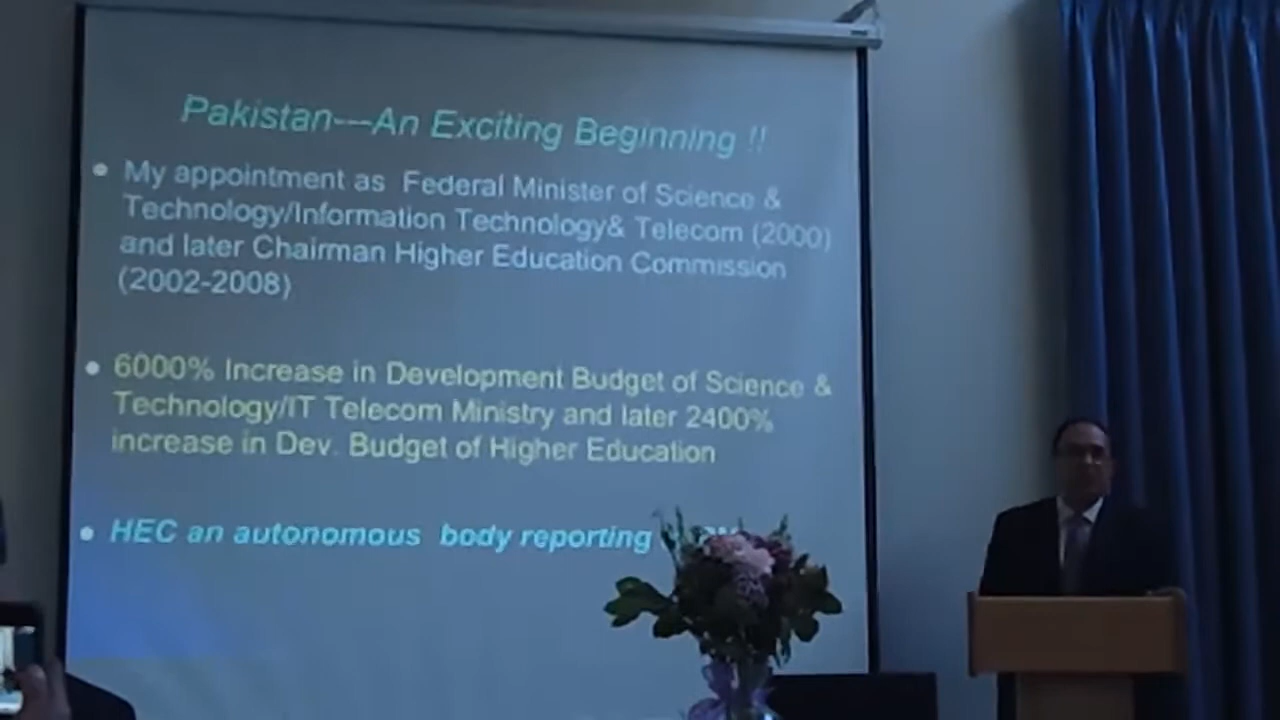 Pakistan---An Exciting Beginning !!
• My appointment as Federal Minister of Science &
Technology/Information Technology& Telecom (2000)
and later Chairman Higher Education Commission
(2002-2008)
• 6000% Increase in Development Budget of Science &
Technology/IT Telecom Ministry and later 2400%
increase in Dev. Budget of Higher Education
• HEC an autonomous body reporting